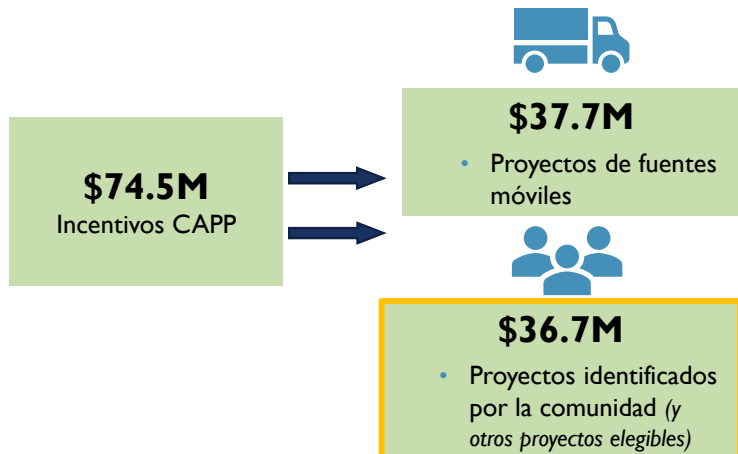 $74.5M
Incentivos CAPP
$37.7M
• Proyectos de fuentes
móviles
$36.7M
• Proyectos identificados
por la comunidad (y
otros proyectos elegibles)